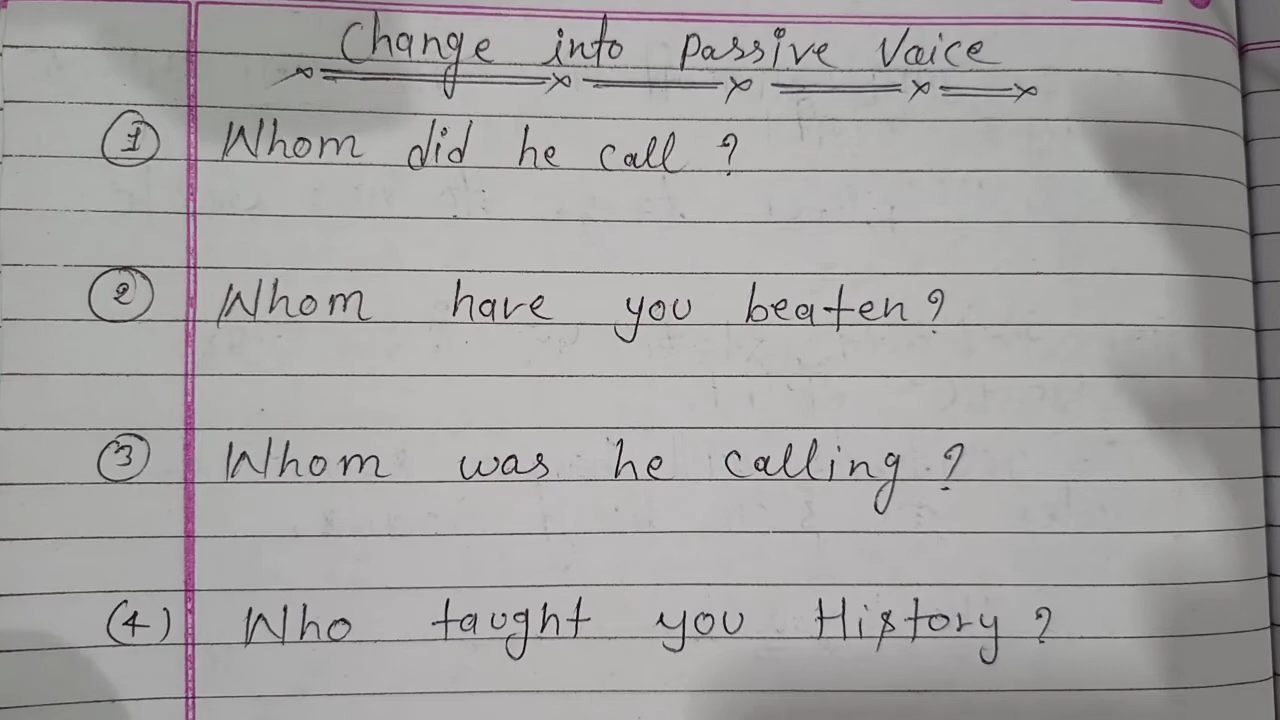 Change into Passive Vaice
① Whom did he call ?
② Whom have you beaten?
③ Whom was he calling ?
(4) Who taught you History ?